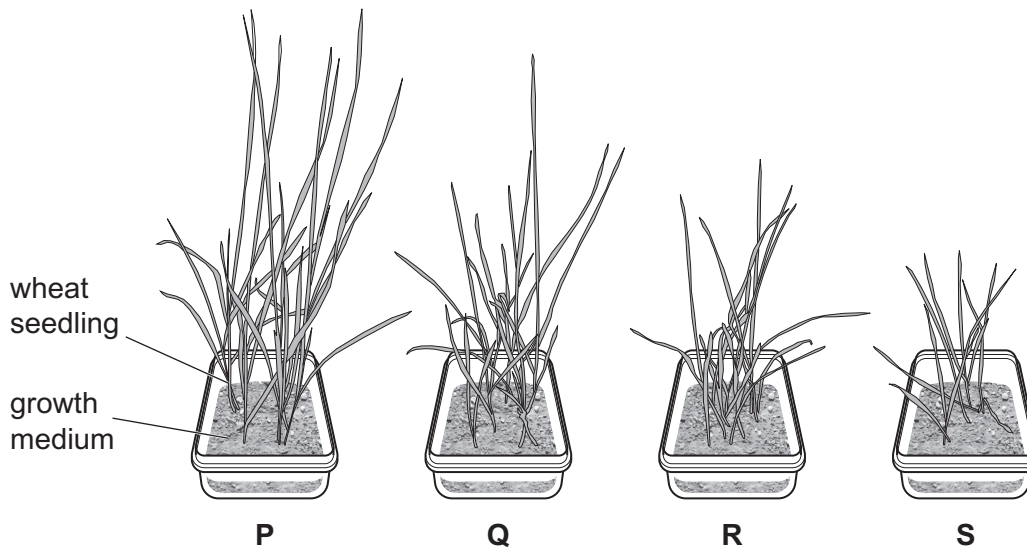 wheat
seedling
growth
medium
P
Q
R
S